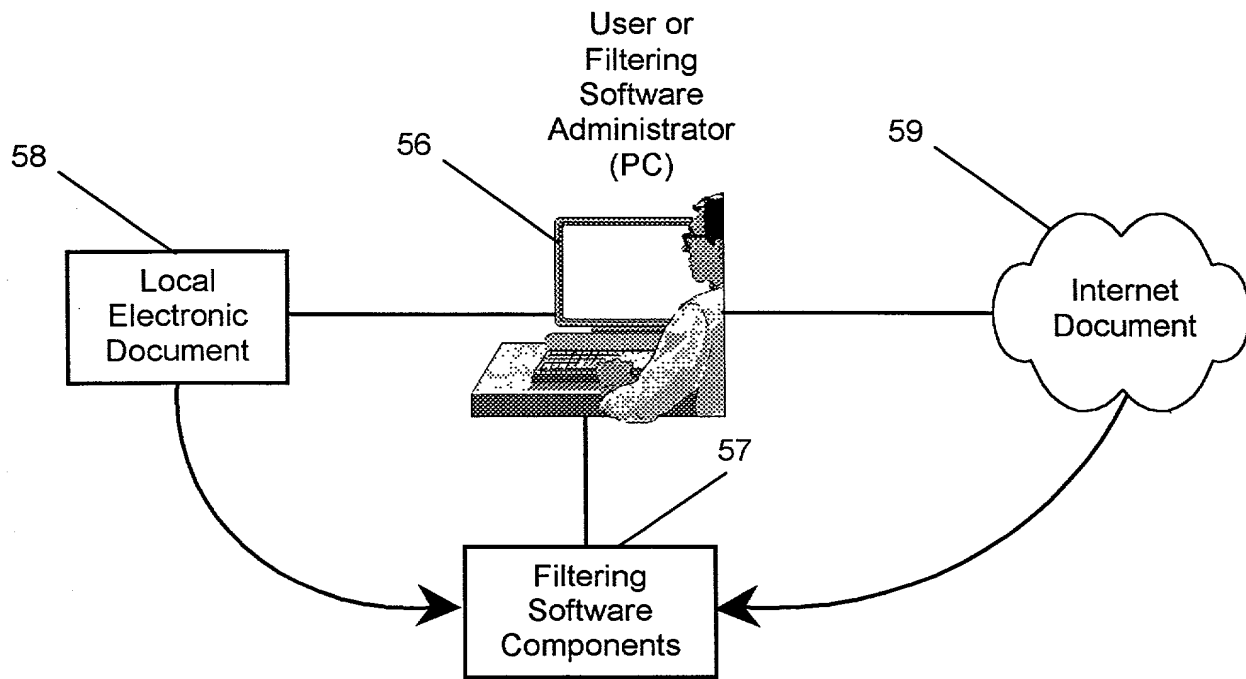 User or
Filtering
Software
Administrator
(PC)
58
56
59
Local
Electronic
Document
Internet
Document
57
Filtering
Software
Components